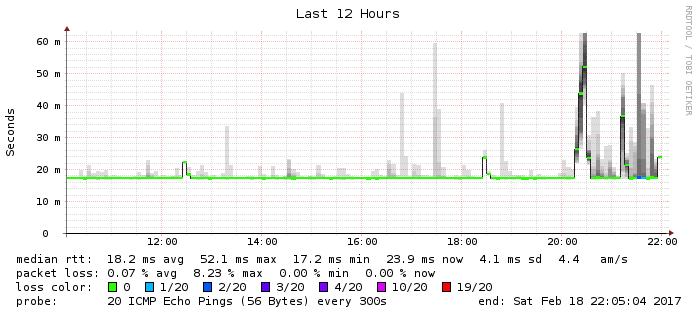 Last 12 Hours
RRDTOOL / TOBI OETIKER
60 m
50 m
40 m
30 m
20 m
10 m
0
Seconds
12:00 14:00 16:00 18:00 20:00 22:00
median rtt: 18.2 ms avg 52.1 ms max 17.2 ms min 23.9 ms now 4.1 ms sd 4.4 am/s
packet loss: 0.07 % avg 8.23 % max 0.00 % min 0.00 % now
loss color: 0 1/20 2/20 3/20 4/20 10/20 19/20
probe: 20 ICMP Echo Pings (56 Bytes) every 300s end: Sat Feb 18 22:05:04 2017